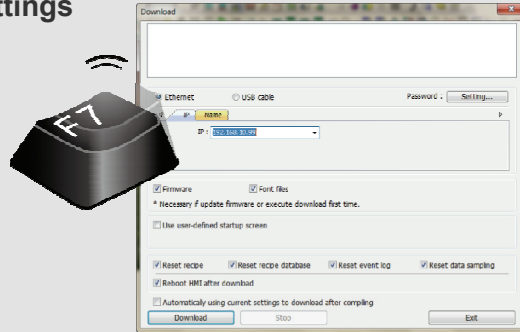 ttings
Download
F7
Ethernet USB cable Password : Setting...
IP Name
IP : 192.168.10.99
Firmware Font files
* Necessary if update firmware or execute download first time.
Use user-defined startup screen
Reset recipe Reset recipe database Reset event log Reset data sampling
Reboot HMI after download
Automatically using current settings to download after compiling
Download Stop Exit